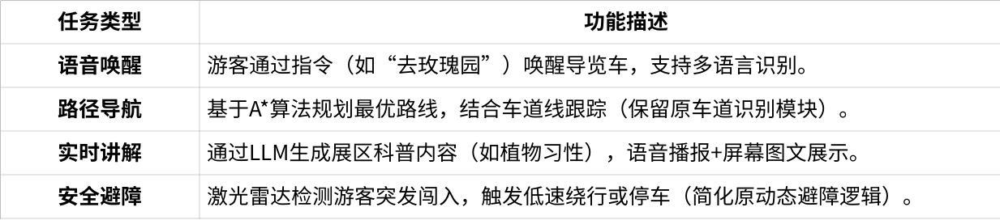 任务类型 功能描述
语音唤醒 游客通过指令（如“去玫瑰园”）唤醒导览车，支持多语言识别。
路径导航 基于A*算法规划最优路线，结合车道线跟踪（保留原车道识别模块）。
实时讲解 通过LLM生成展区科普内容（如植物习性），语音播报+屏幕图文展示。
安全避障 激光雷达检测游客突发闯入，触发低速绕行或停车（简化原动态避障逻辑）。